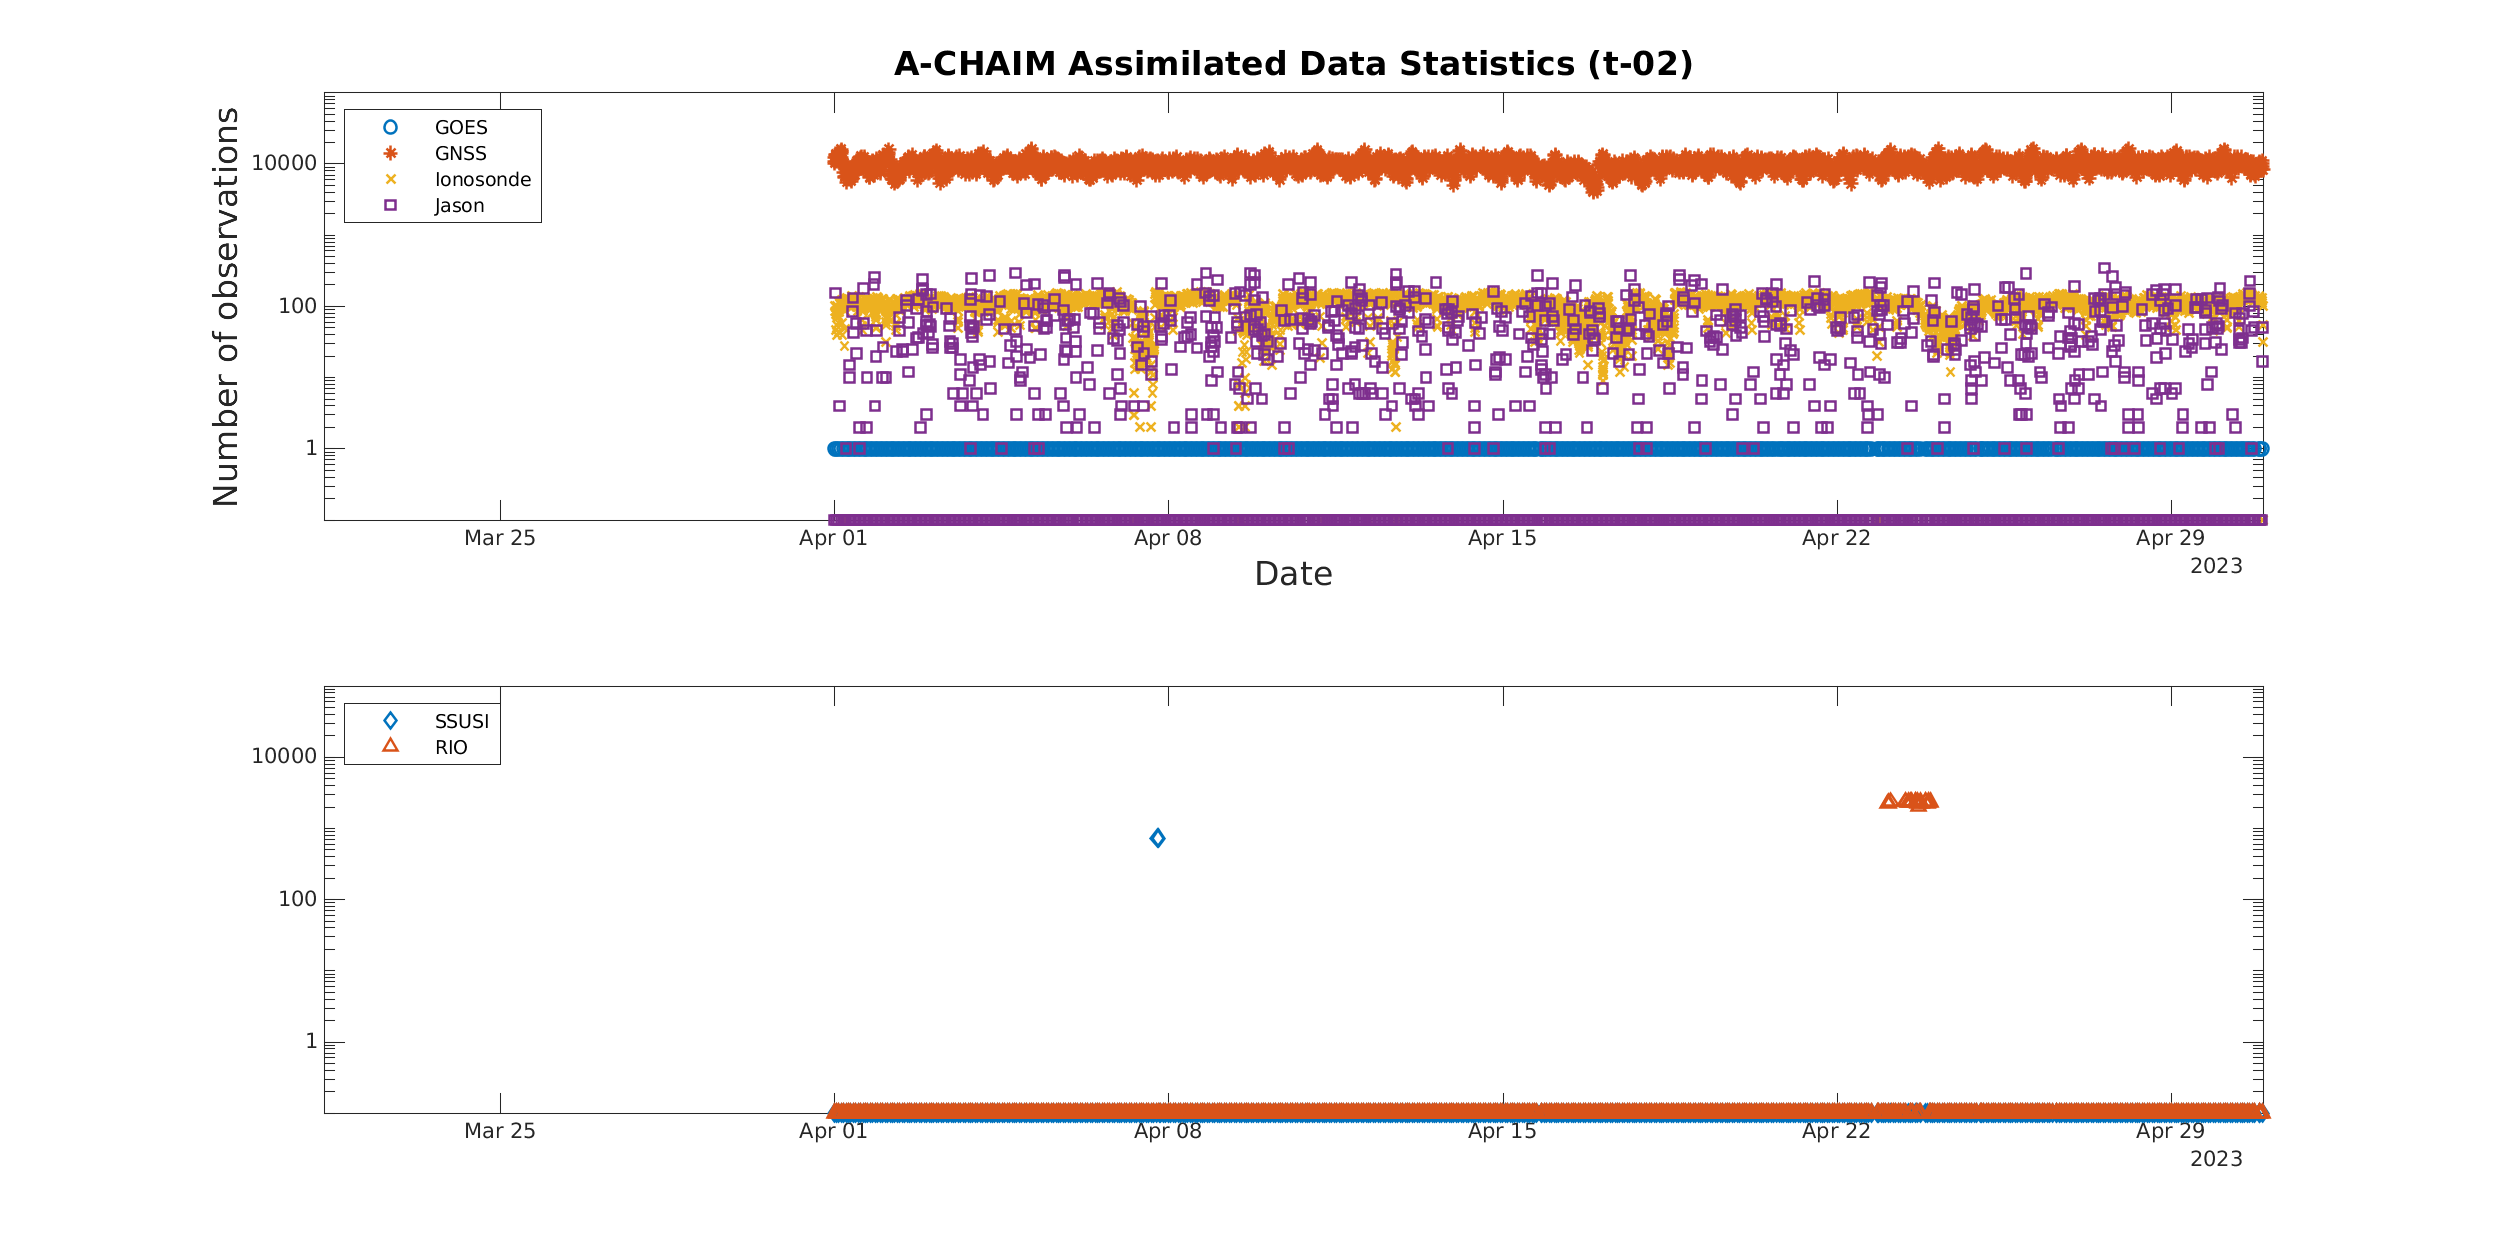 A-CHAIM Assimilated Data Statistics (t-02)
Number of observations
10000
100
1
GOES
GNSS
Ionosonde
Jason
Mar 25 Apr 01 Apr 08 Apr 15 Apr 22 Apr 29
2023
Date
10000
100
1
SSUSI
RIO
Mar 25 Apr 01 Apr 08 Apr 15 Apr 22 Apr 29
2023